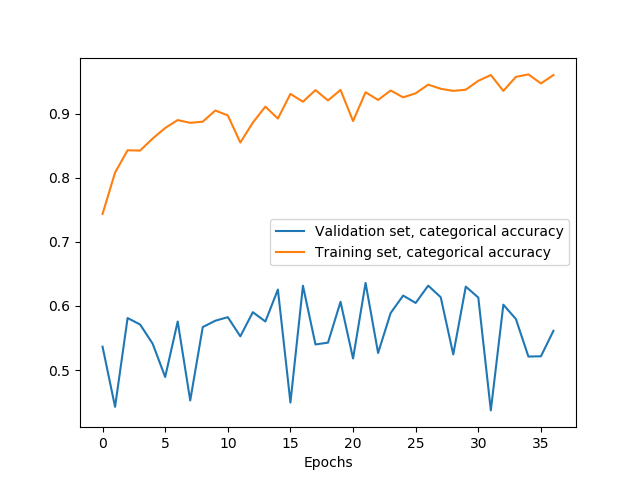 0.9
0.8
0.7
0.6
0.5
Validation set, categorical accuracy
Training set, categorical accuracy
0 5 10 15 20 25 30 35
Epochs